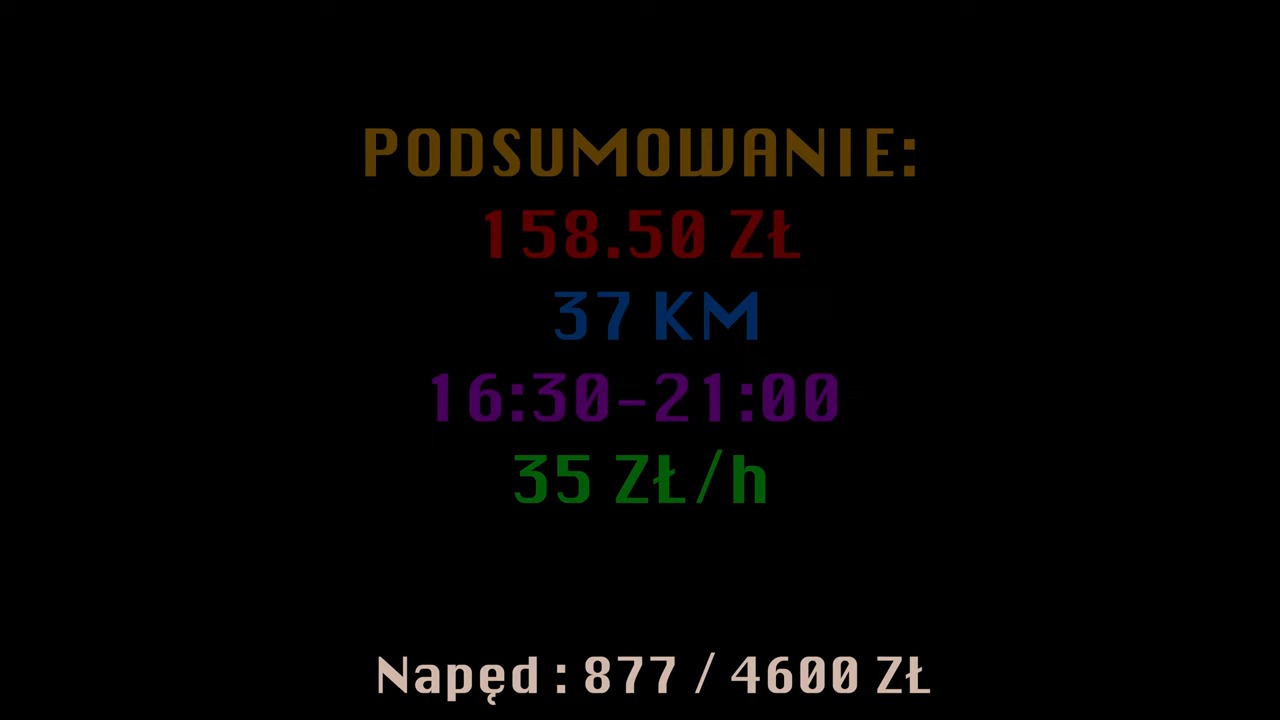 PODSUMOWANIE:
158.50 ZŁ
37 KM
16:30-21:00
35 ZŁ/h
Napęd : 877 / 4600 ZŁ